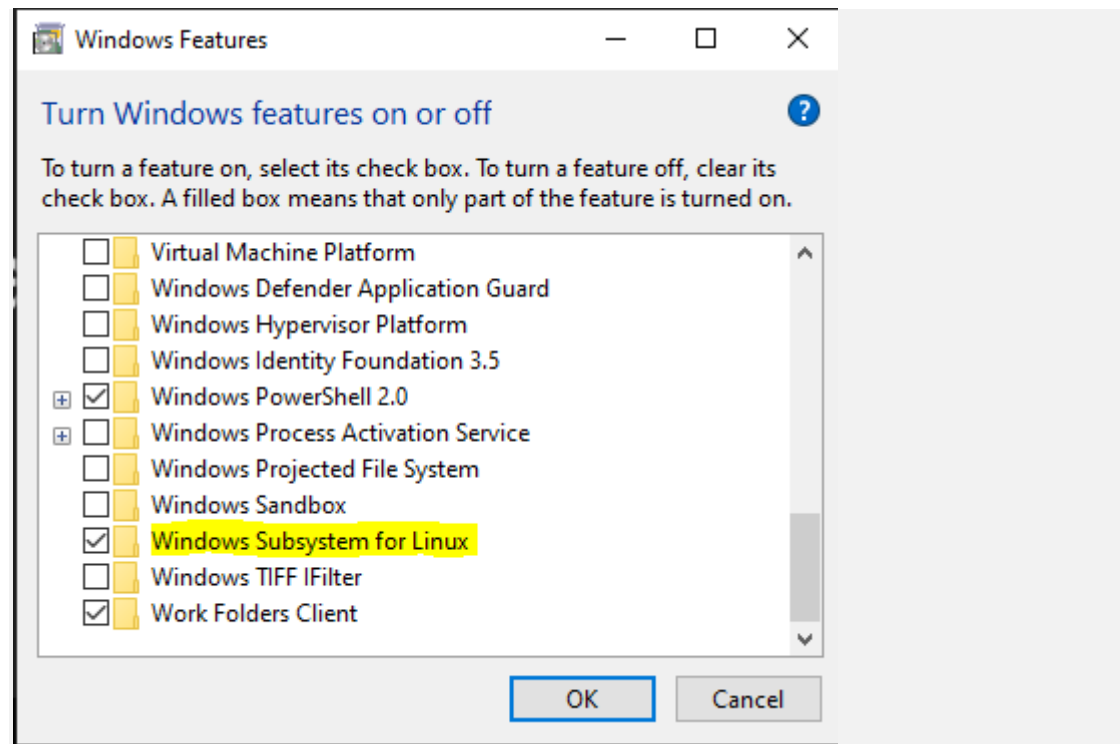 Windows Features
Turn Windows features on or off
To turn a feature on, select its check box. To turn a feature off, clear its
check box. A filled box means that only part of the feature is turned on.
Virtual Machine Platform
Windows Defender Application Guard
Windows Hypervisor Platform
Windows Identity Foundation 3.5
Windows PowerShell 2.0
Windows Process Activation Service
Windows Projected File System
Windows Sandbox
Windows Subsystem for Linux
Windows TIFF IFilter
Work Folders Client
OK Cancel